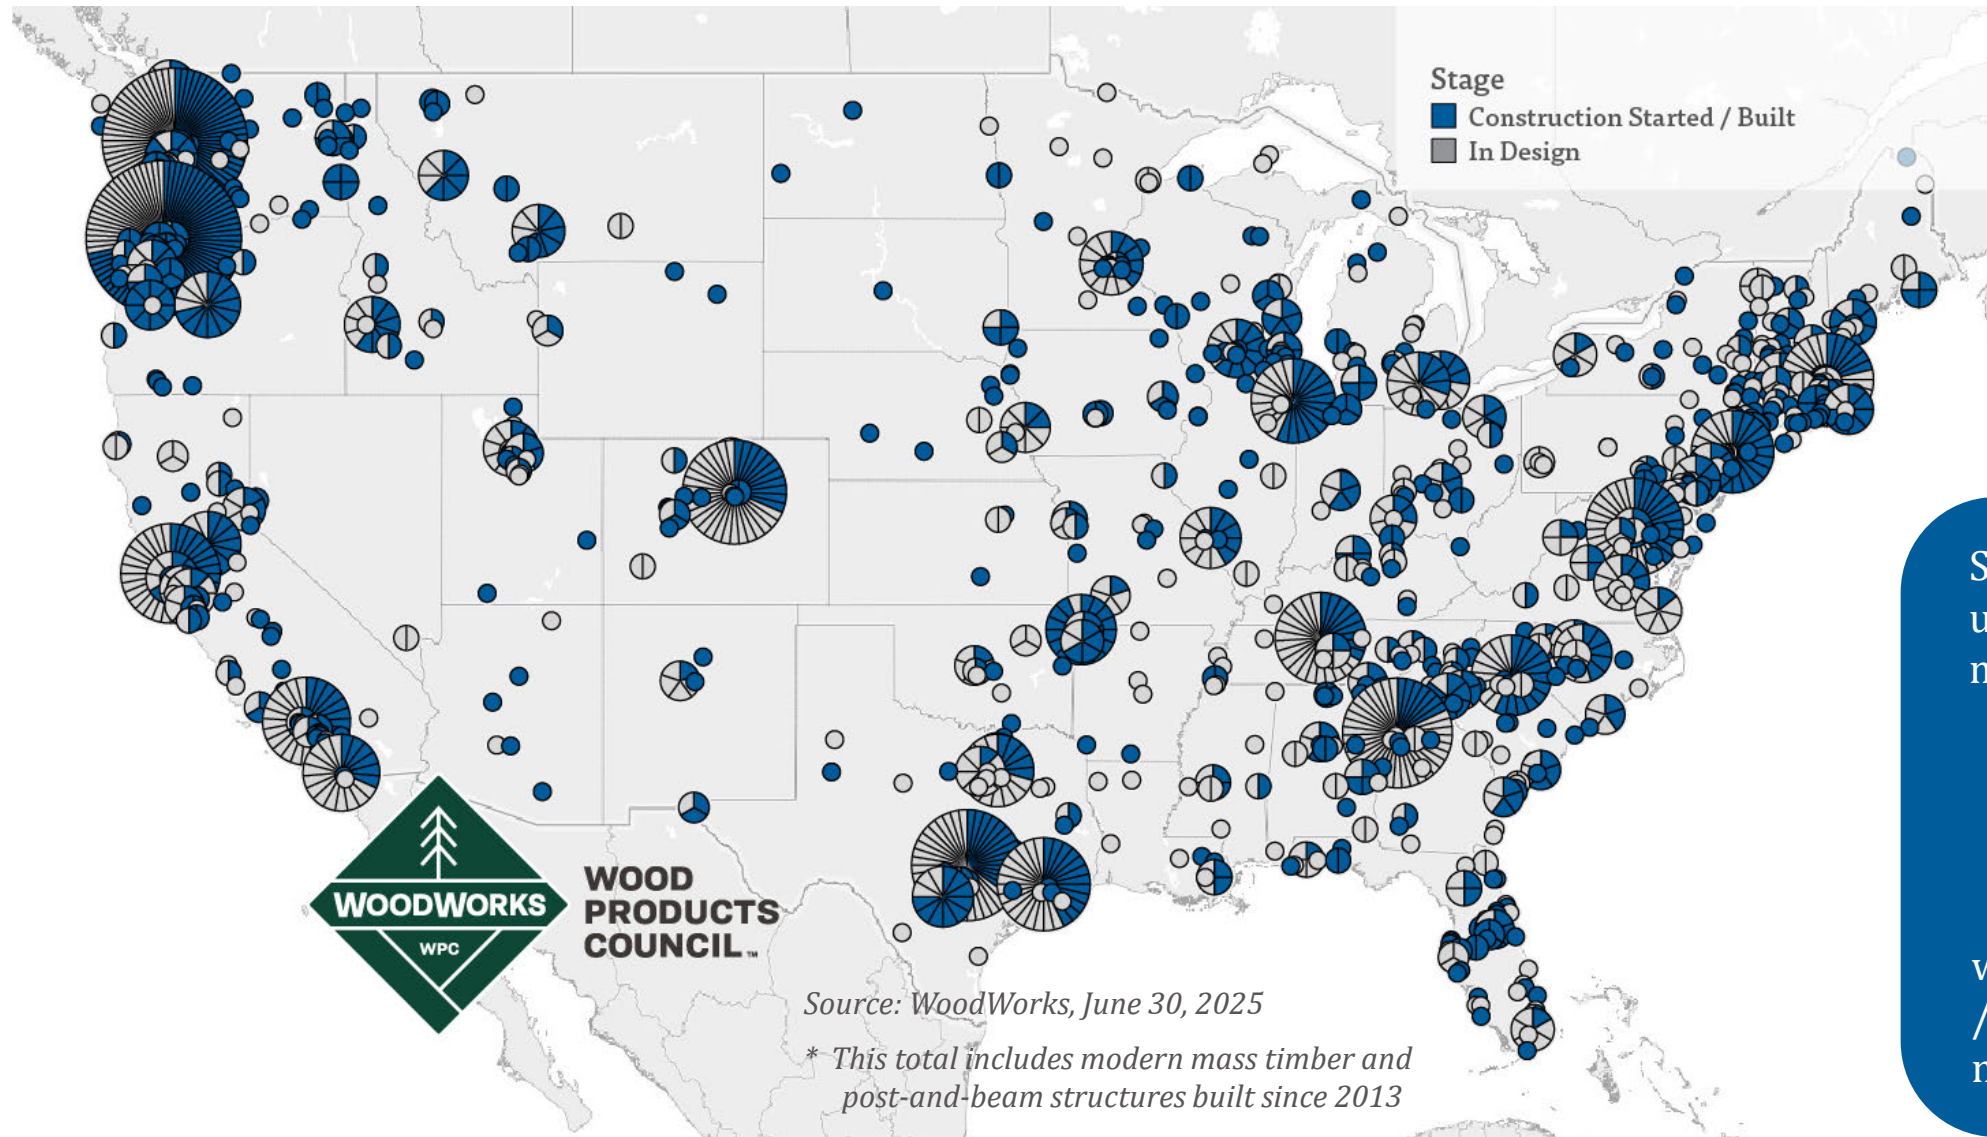 Stage
Construction Started / Built
In Design
WOODWORKS
WPC
WOOD
PRODUCTS
COUNCIL™
Source: WoodWorks, June 30, 2025
* This total includes modern mass timber and
post-and-beam structures built since 2013